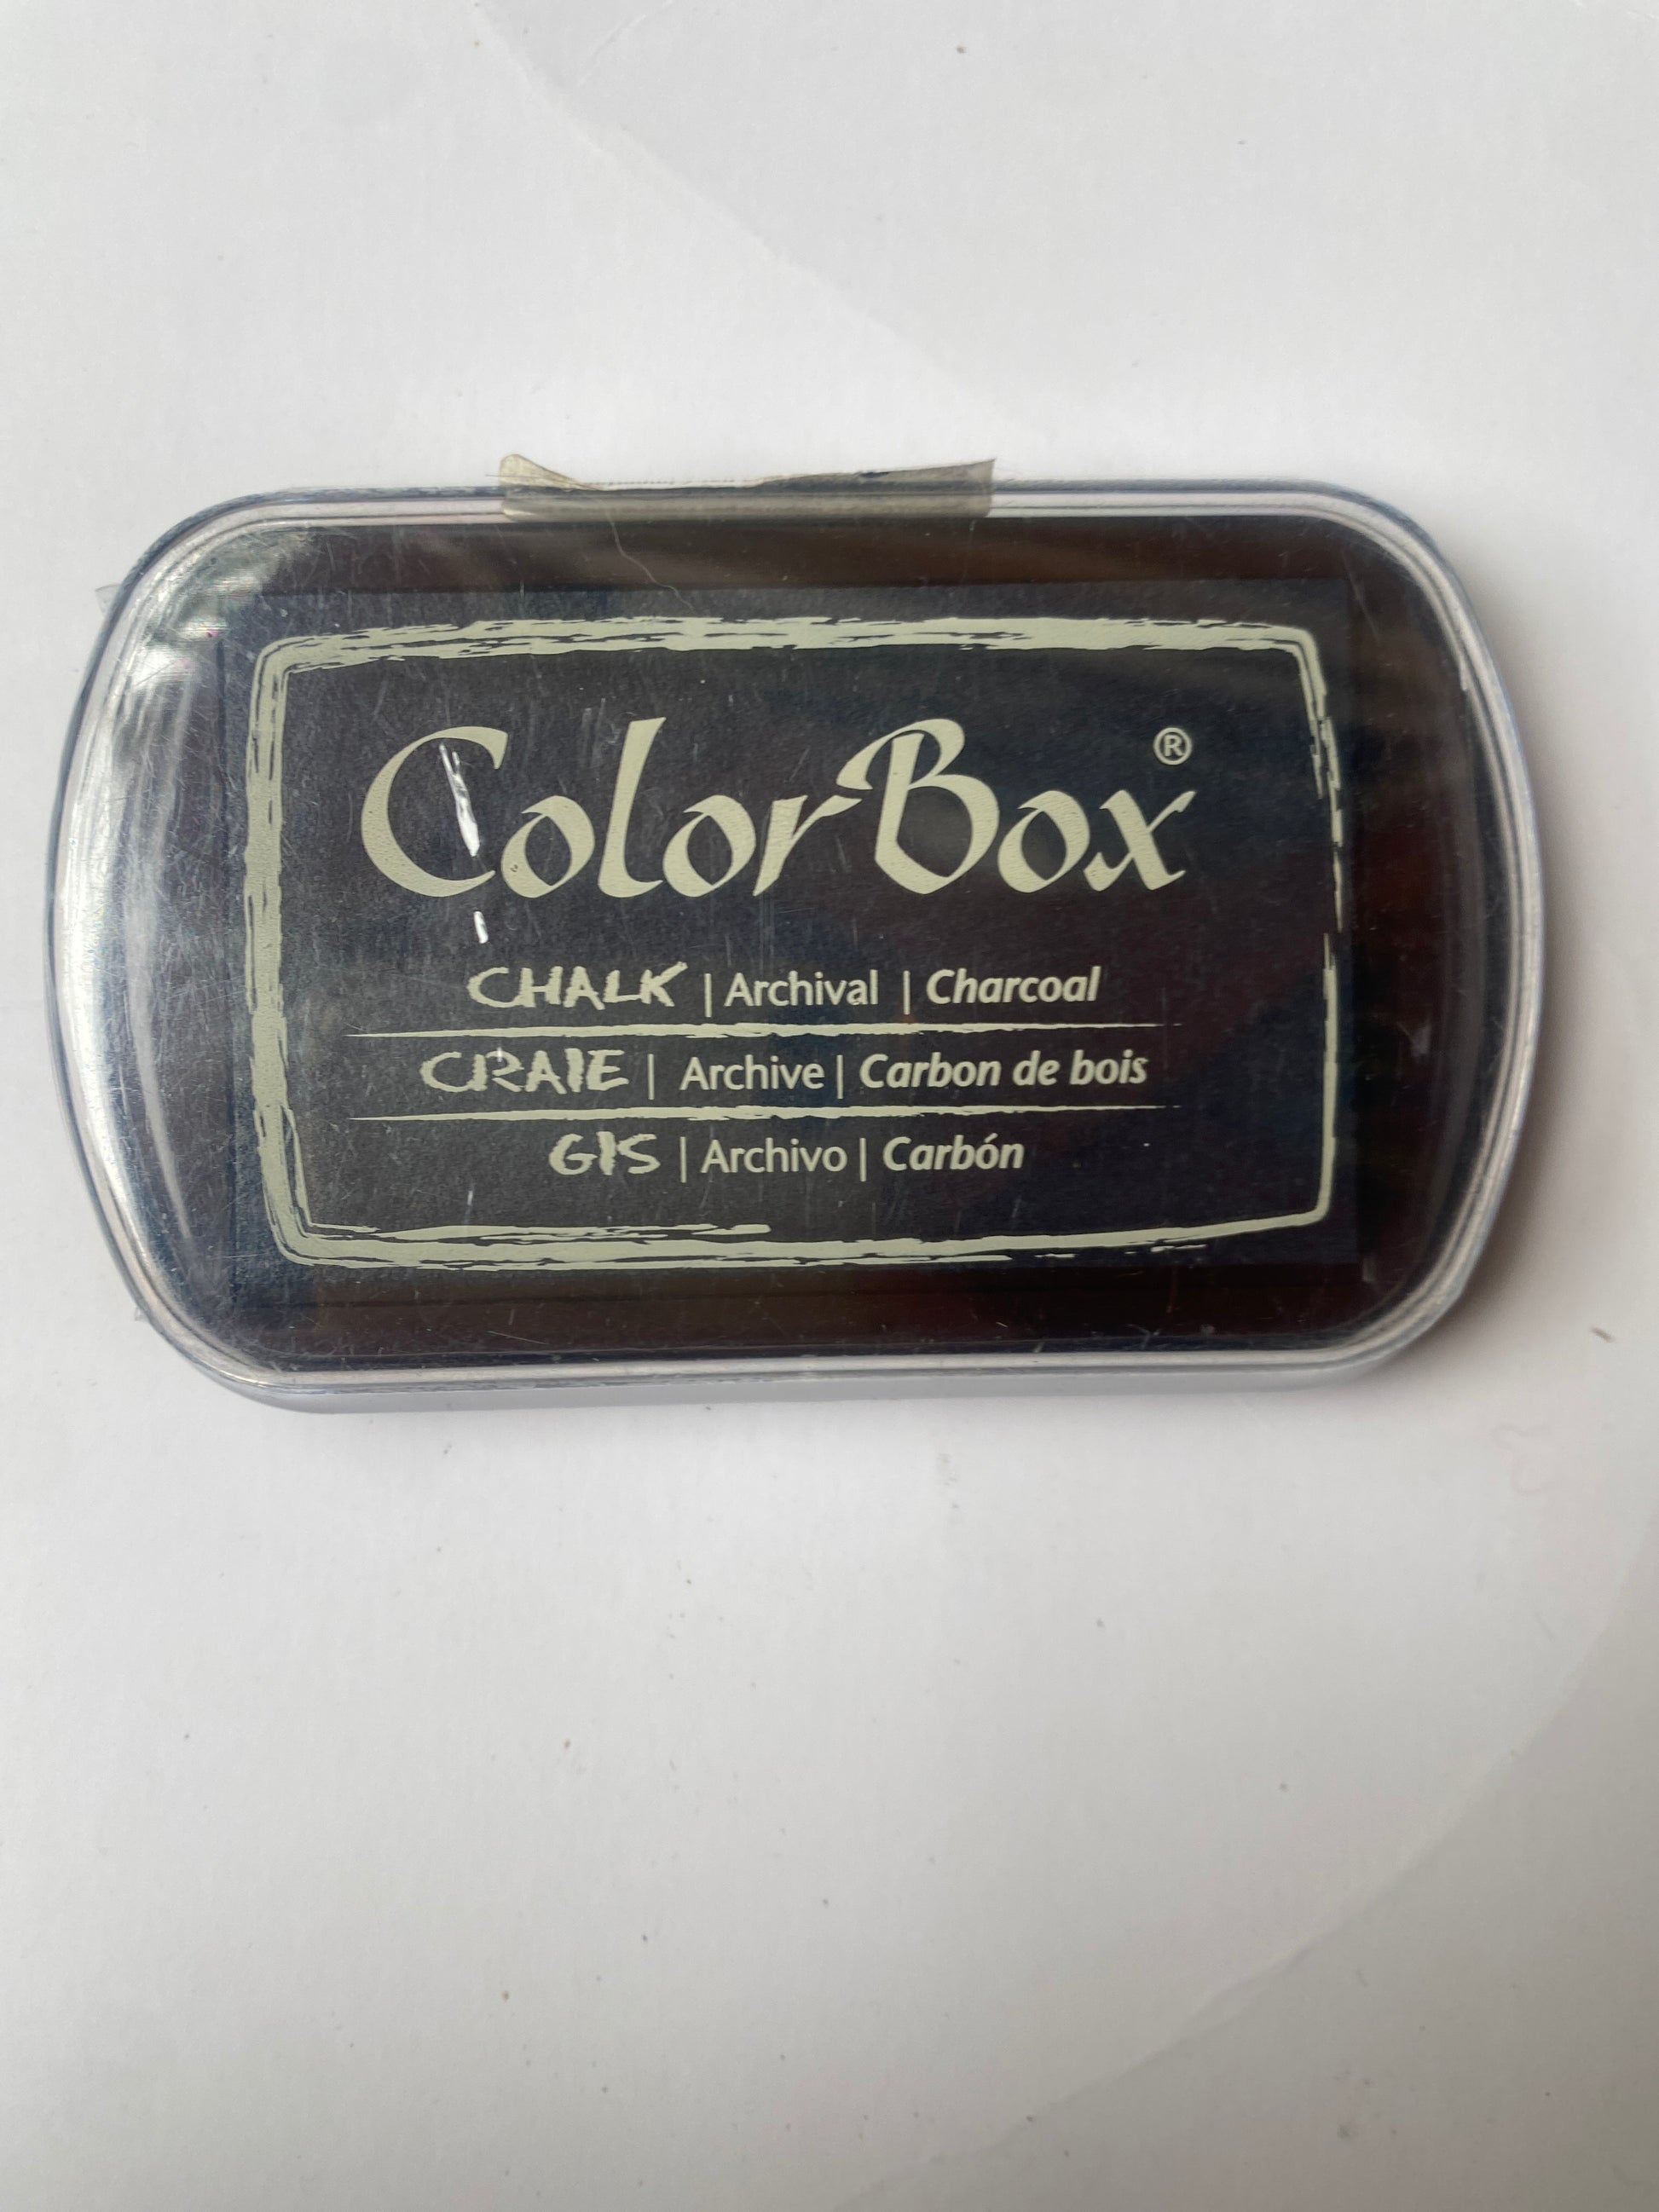 ColorBox®
CHALK | Archival | Charcoal
CRAIE | Archive | Carbon de bois
GIS | Archivo | Carbón